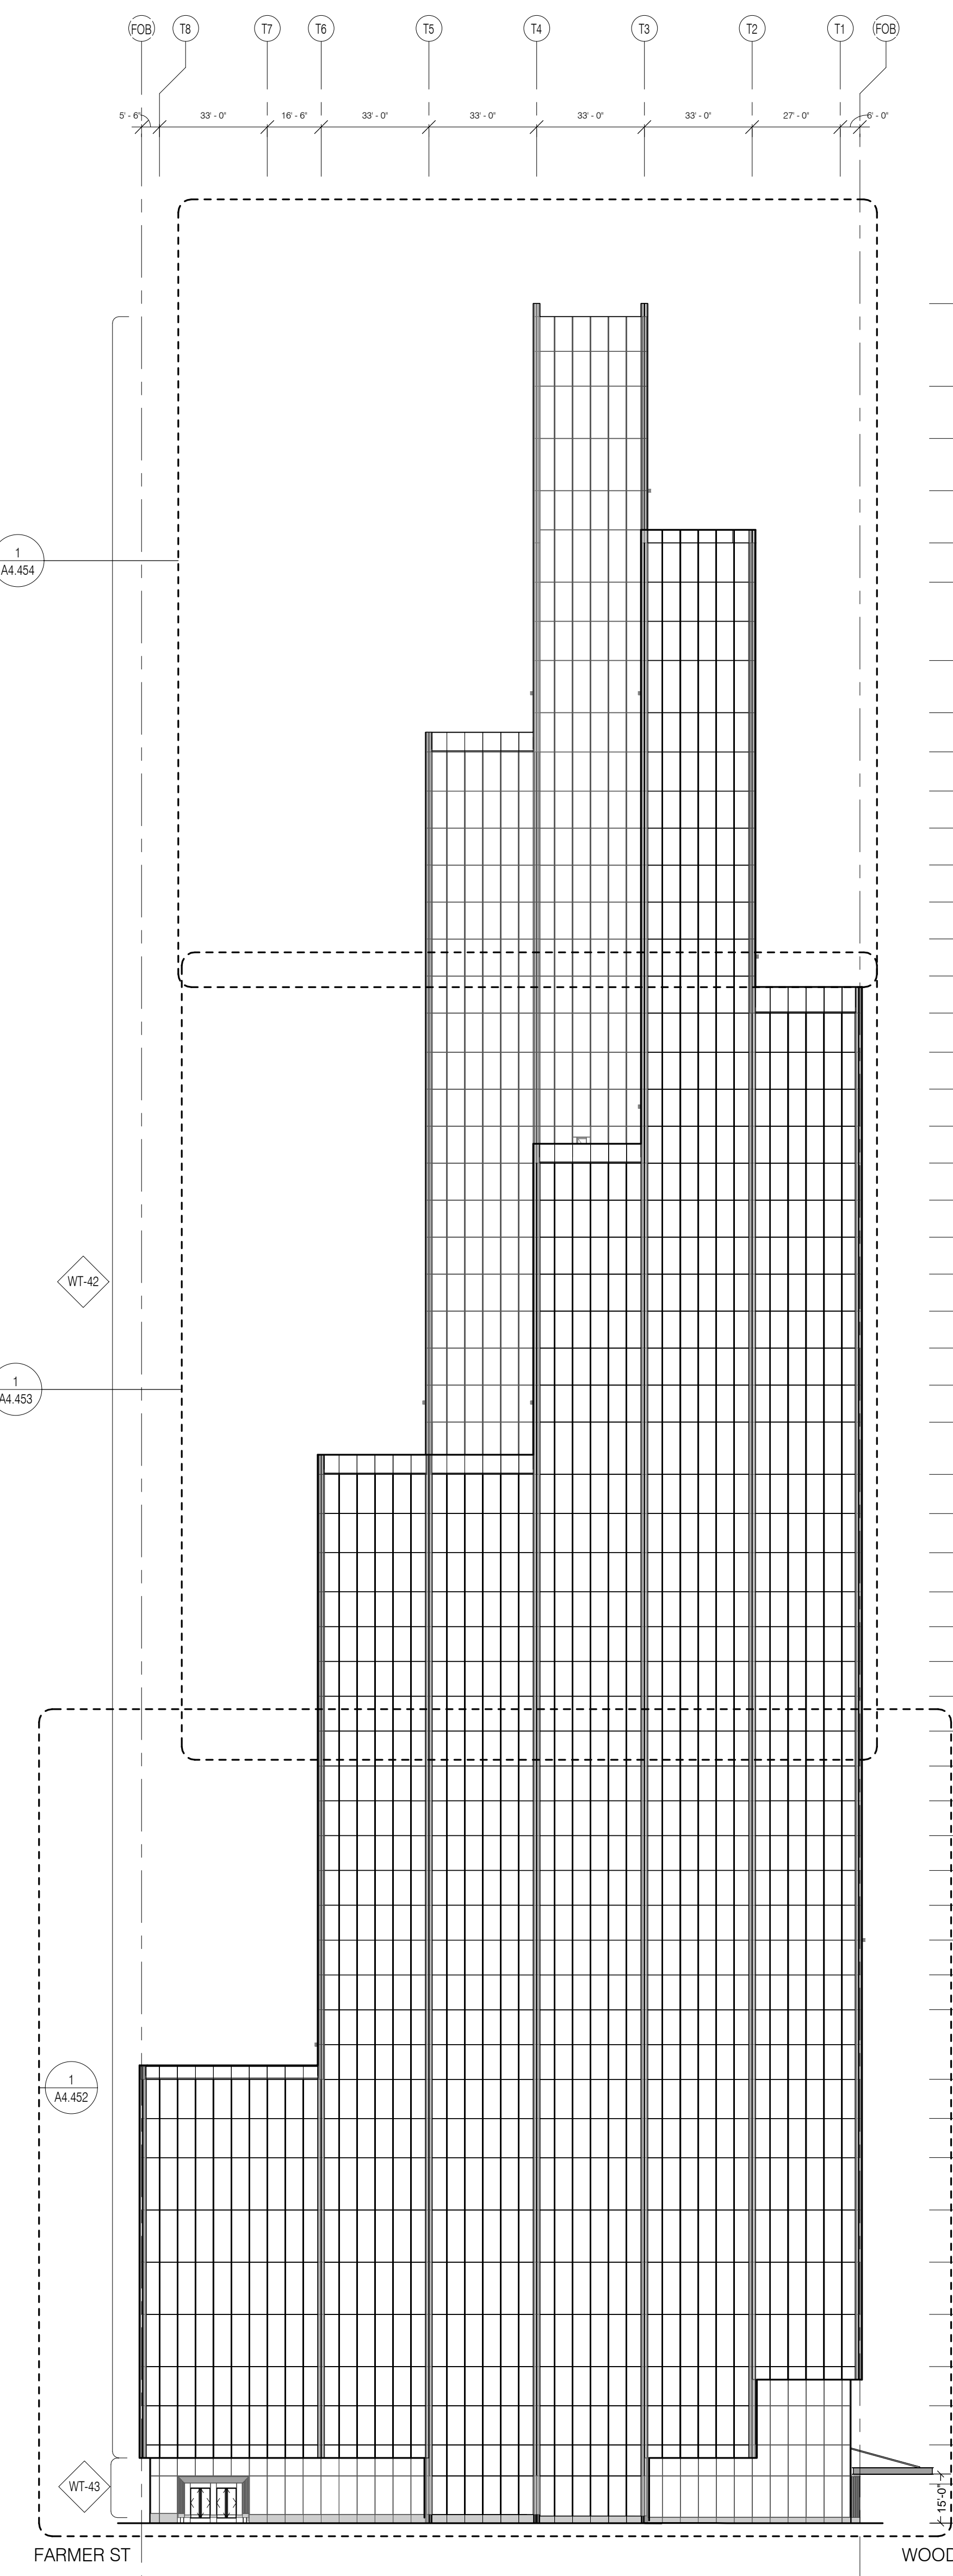 FOB T8 T7 T6 T5 T4 T3 T2 T1 FOB
5' - 6" 33' - 0" 16' - 6" 33' - 0" 33' - 0" 33' - 0" 33' - 0" 27' - 0" 6' - 0"
1
A4.454
WT-42
1
A4.453
1
A4.452
WT-43
15'-0"
FARMER ST
WOOD